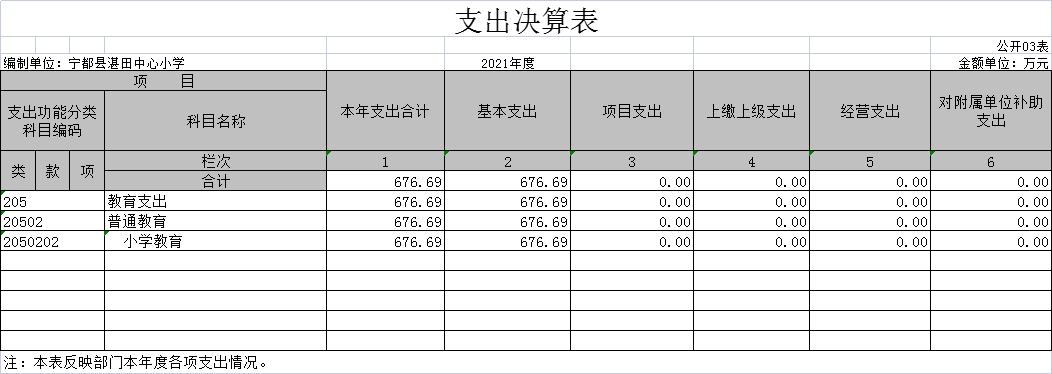 支出决算表
公开03表
编制单位：宁都县湛田中心小学 2021年度 金额单位：万元
项 目 本年支出合计 基本支出 项目支出 上缴上级支出 经营支出 对附属单位补助支出
支出功能分类科目编码 科目名称
类 款 项 栏次 1 2 3 4 5 6
合计 676.69 676.69 0.00 0.00 0.00 0.00
205 教育支出 676.69 676.69 0.00 0.00 0.00 0.00
20502 普通教育 676.69 676.69 0.00 0.00 0.00 0.00
2050202 小学教育 676.69 676.69 0.00 0.00 0.00 0.00
注：本表反映部门本年度各项支出情况。